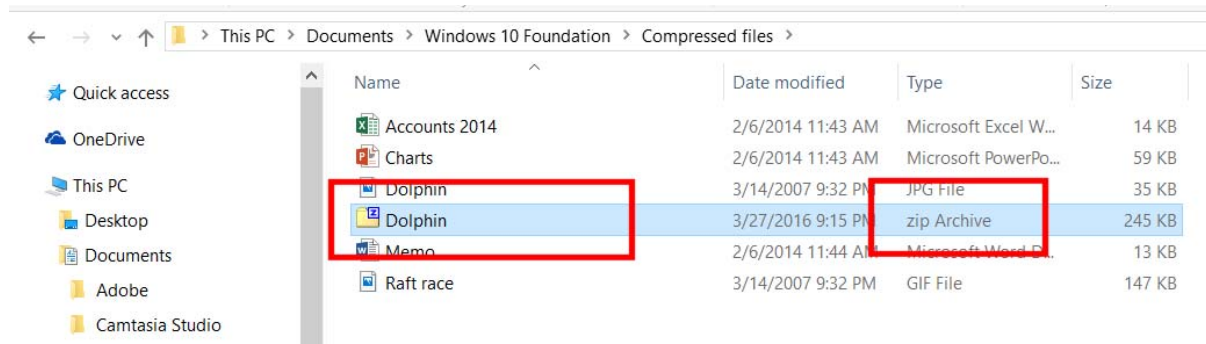 This PC > Documents > Windows 10 Foundation > Compressed files >
Quick access
OneDrive
This PC
Desktop
Documents
Adobe
Camtasia Studio
Name Date modified Type Size
Accounts 2014 2/6/2014 11:43 AM Microsoft Excel W... 14 KB
Charts 2/6/2014 11:43 AM Microsoft PowerPo... 59 KB
Dolphin 3/14/2007 9:32 PM JPG File 35 KB
Dolphin 3/27/2016 9:15 PM zip Archive 245 KB
Memo 2/6/2014 11:44 AM Microsoft Word D... 13 KB
Raft race 3/14/2007 9:32 PM GIF File 147 KB